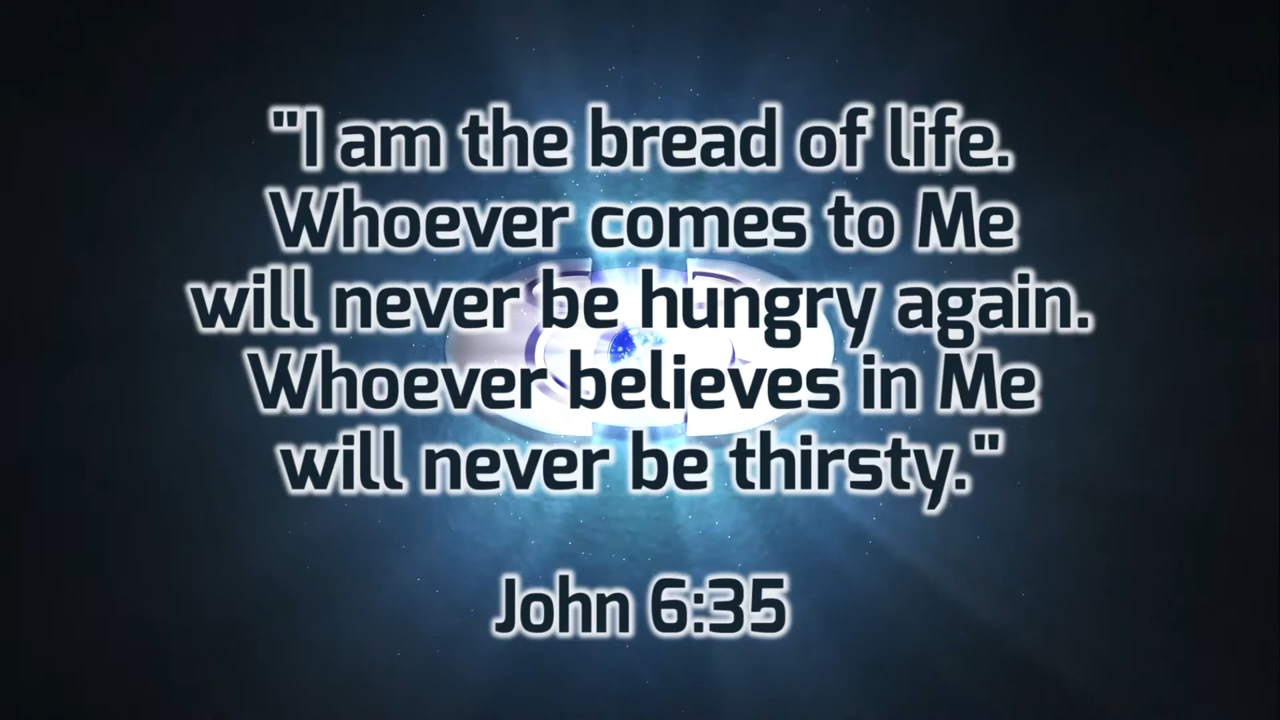 "I am the bread of life.
Whoever comes to Me
will never be hungry again.
Whoever believes in Me
will never be thirsty."
John 6:35